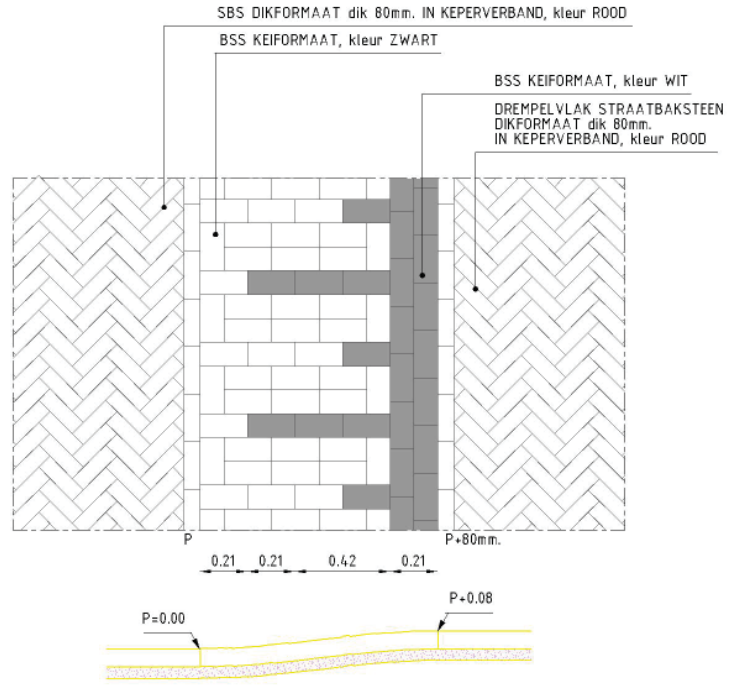 SBS DIKFORMAAT dik 80mm. IN KEPERVERBAND, kleur ROOD
BSS KEIFORMAAT, kleur ZWART
BSS KEIFORMAAT, kleur WIT
DREMPELVLAK STRAATBAKSTEEN
DIKFORMAAT dik 80mm.
IN KEPERVERBAND, kleur ROOD
P
P+80mm.
0.21
0.21
0.42
0.21
P=0.00
P+0.08